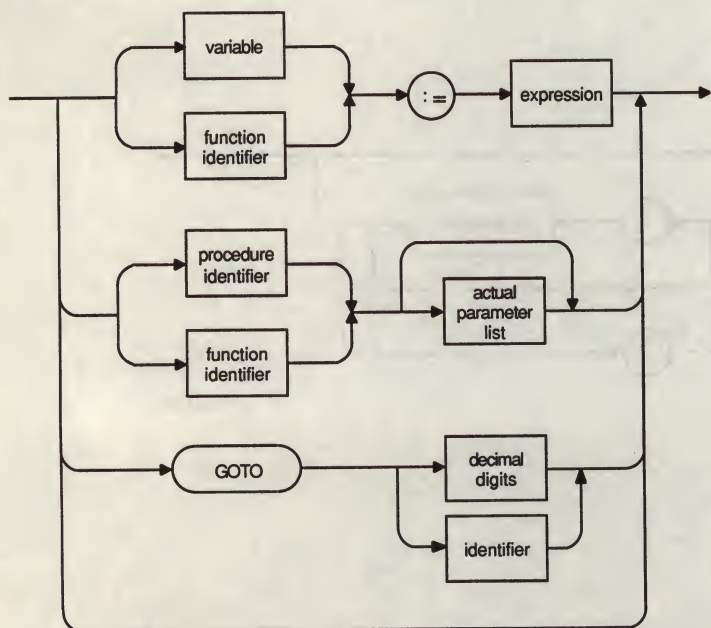 variable
:=
expression
function
identifier
procedure
identifier
actual
parameter
list
function
identifier
GOTO
decimal
digits
identifier